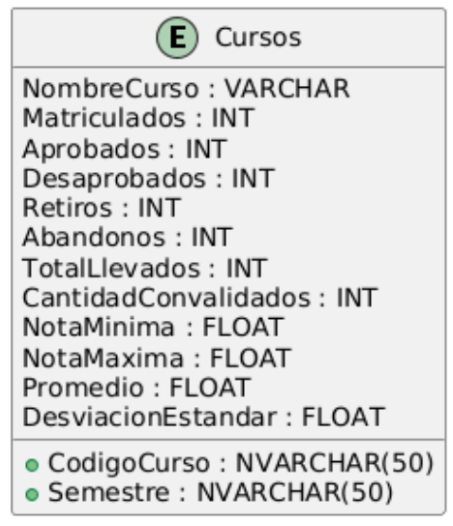 E Cursos
NombreCurso : VARCHAR
Matriculados : INT
Aprobados : INT
Desaprobados : INT
Retiros : INT
Abandonos : INT
TotalLlevados : INT
CantidadConvalidados : INT
NotaMinima : FLOAT
NotaMaxima : FLOAT
Promedio : FLOAT
DesviacionEstandar : FLOAT
CodigoCurso : NVARCHAR(50)
Semestre : NVARCHAR(50)